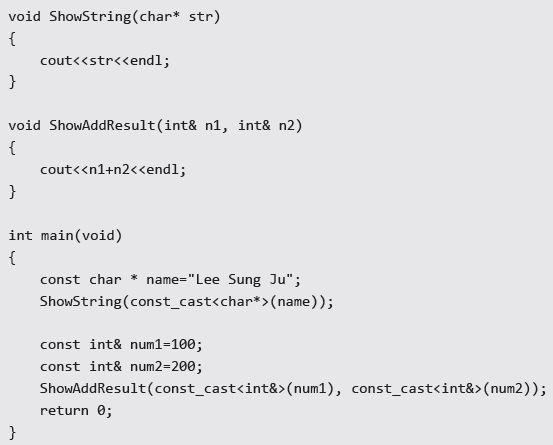 void ShowString(char* str)
{
    cout<<str<<endl;
}

void ShowAddResult(int& n1, int& n2)
{
    cout<<n1+n2<<endl;
}

int main(void)
{
    const char * name="Lee Sung Ju";
    ShowString(const_cast<char*>(name));

    const int& num1=100;
    const int& num2=200;
    ShowAddResult(const_cast<int&>(num1), const_cast<int&>(num2));
    return 0;
}